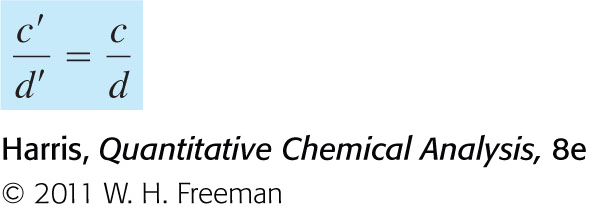 c′/d′ = c/d
Harris, Quantitative Chemical Analysis, 8e
© 2011 W. H. Freeman